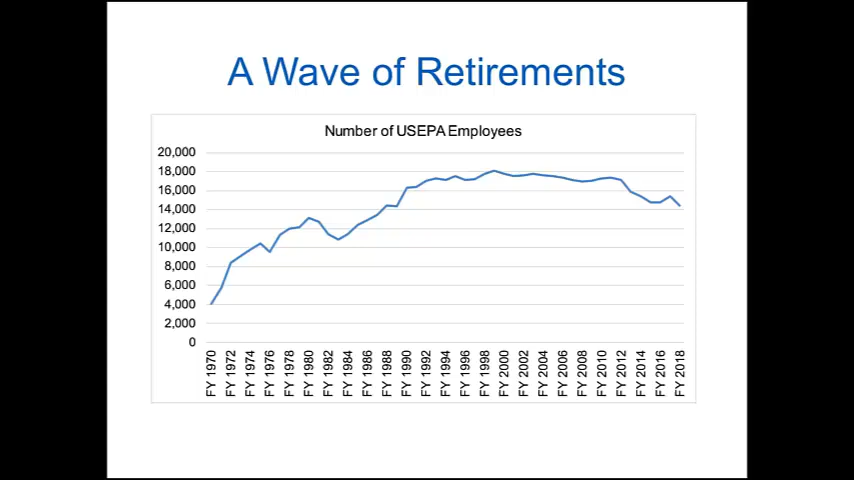 A Wave of Retirements
Number of USEPA Employees
20,000
18,000
16,000
14,000
12,000
10,000
8,000
6,000
4,000
2,000
0
FY 1970
FY 1972
FY 1974
FY 1976
FY 1978
FY 1980
FY 1982
FY 1984
FY 1986
FY 1988
FY 1990
FY 1992
FY 1994
FY 1996
FY 1998
FY 2000
FY 2002
FY 2004
FY 2006
FY 2008
FY 2010
FY 2012
FY 2014
FY 2016
FY 2018